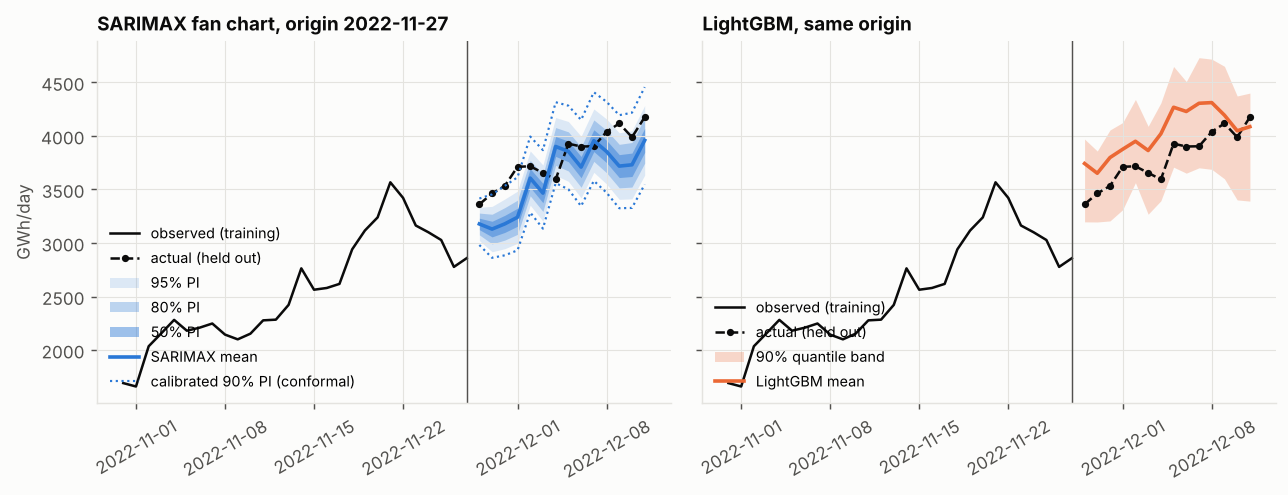 SARIMAX fan chart, origin 2022-11-27
GWh/day
4500
4000
3500
3000
2500
2000
observed (training)
actual (held out)
95% PI
80% PI
50% PI
SARIMAX mean
calibrated 90% PI (conformal)
2022-11-01
2022-11-08
2022-11-15
2022-11-22
2022-12-01
2022-12-08
LightGBM, same origin
observed (training)
actual (held out)
90% quantile band
LightGBM mean
2022-11-01
2022-11-08
2022-11-15
2022-11-22
2022-12-01
2022-12-08